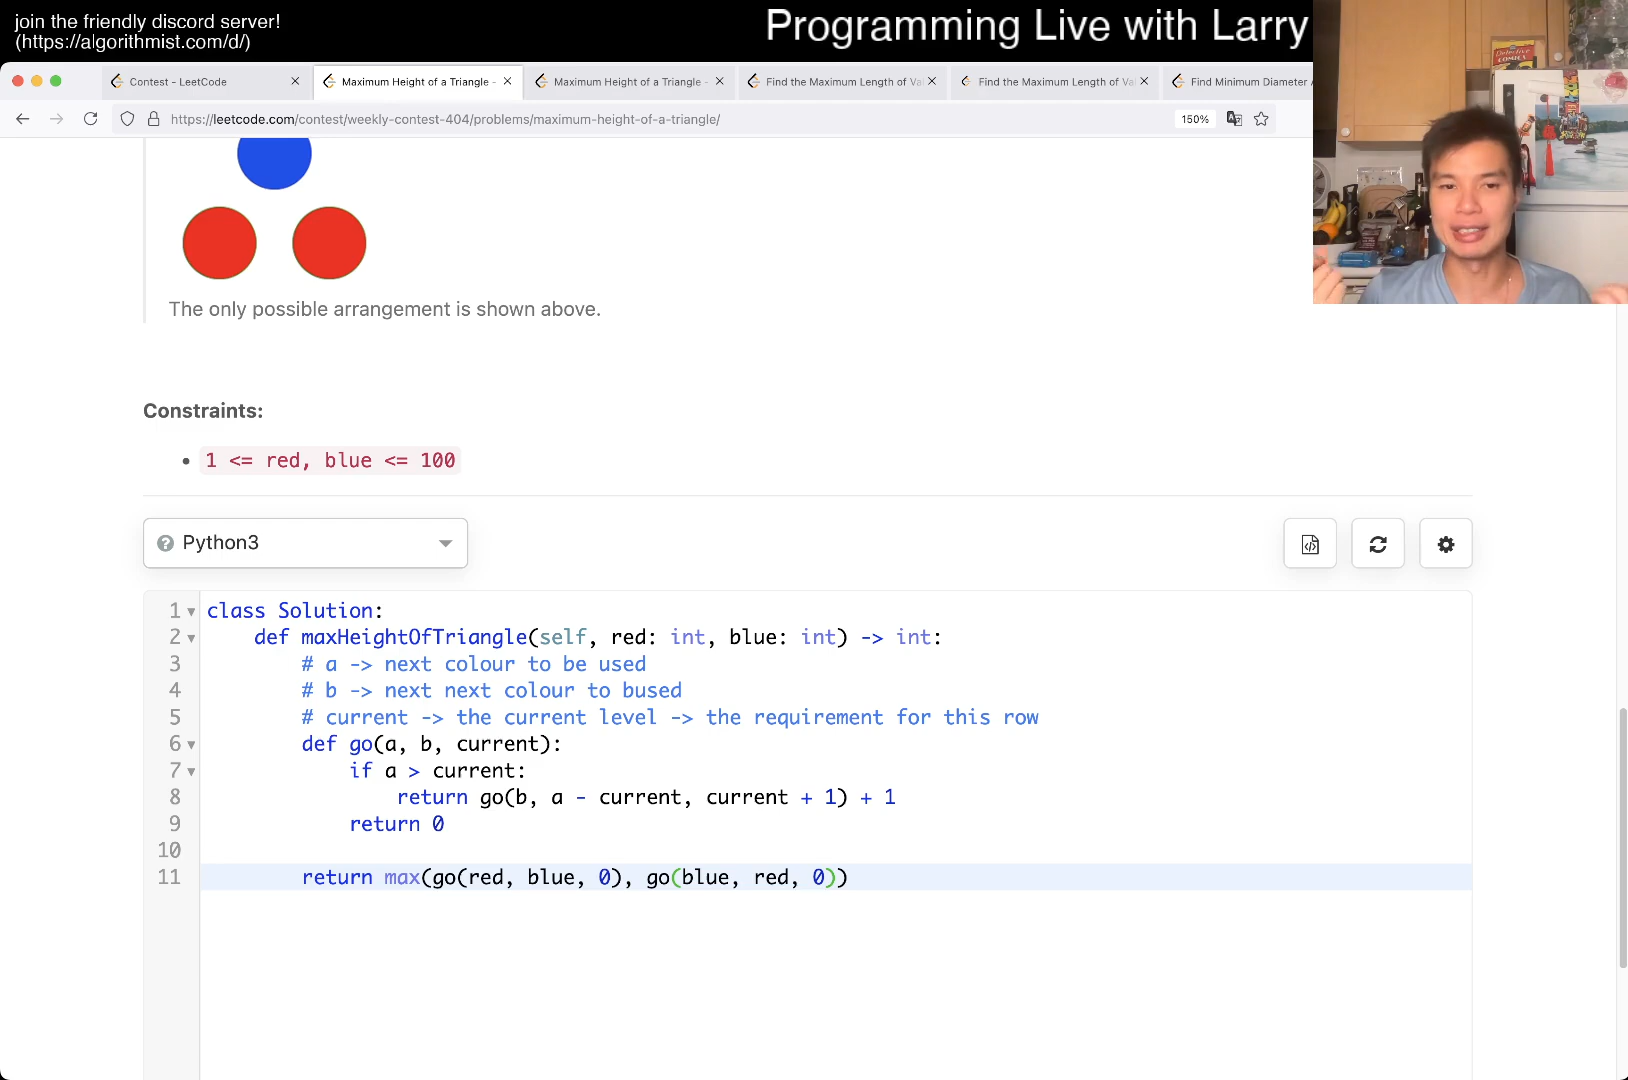 join the friendly discord server!
(https://algorithmist.com/d/)
Programming Live with Larry
Contest - LeetCode
Maximum Height of a Triangle -
Maximum Height of a Triangle -
Find the Maximum Length of Va
Find the Maximum Length of Va
Find Minimum Diameter
https://leetcode.com/contest/weekly-contest-404/problems/maximum-height-of-a-triangle/
150%
The only possible arrangement is shown above.
Constraints:
1 <= red, blue <= 100
Python3
1 class Solution:
2 def maxHeightOfTriangle(self, red: int, blue: int) -> int:
3 # a -> next colour to be used
4 # b -> next next colour to bused
5 # current -> the current level -> the requirement for this row
6 def go(a, b, current):
7 if a > current:
8 return go(b, a - current, current + 1) + 1
9 return 0
10
11 return max(go(red, blue, 0), go(blue, red, 0))